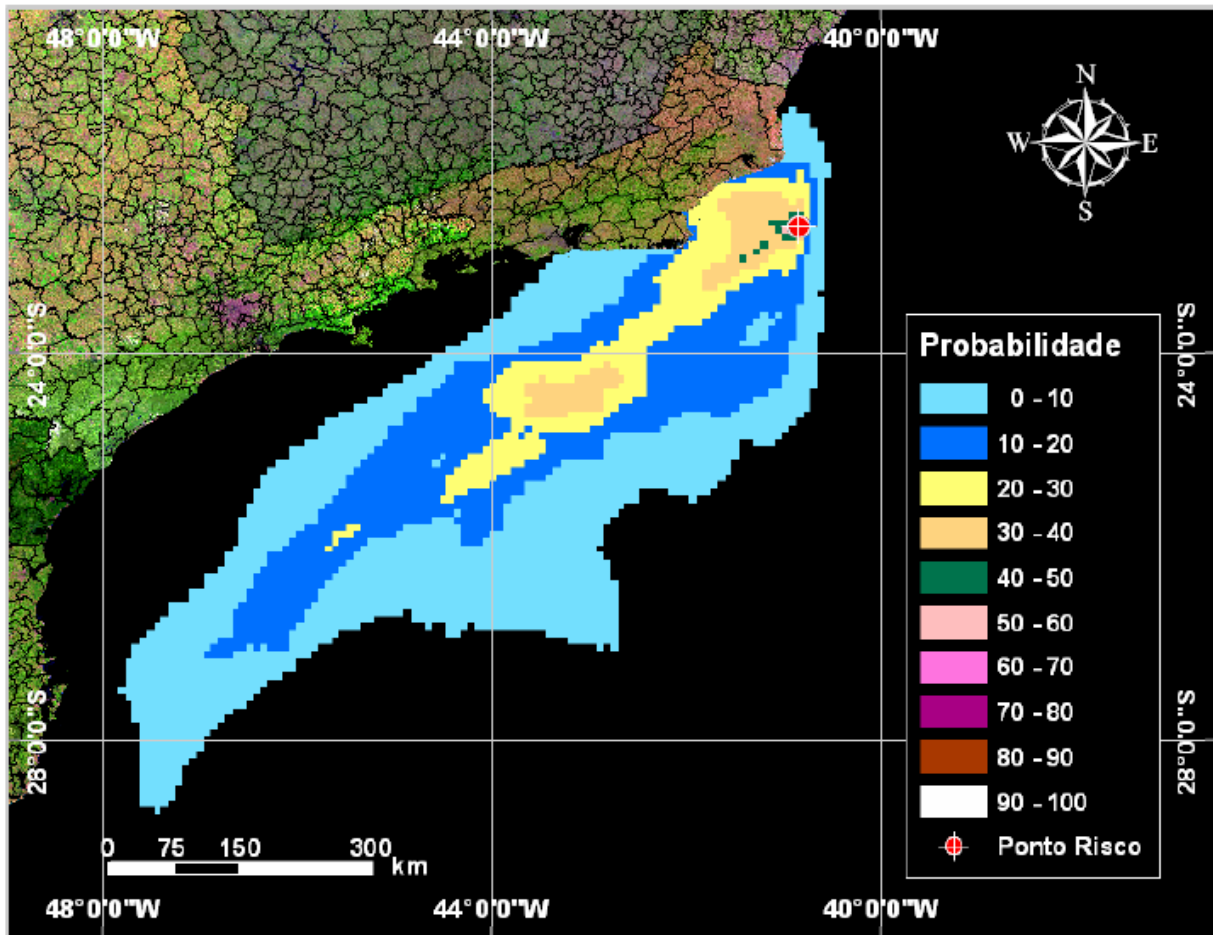 48°0'0"W 44°0'0"W 40°0'0"W
N
W E
S
24°0'0"S 24°0'0"S
Probabilidade
0 - 10
10 - 20
20 - 30
30 - 40
40 - 50
50 - 60
60 - 70
70 - 80
80 - 90
90 - 100
Ponto Risco
28°0'0"S 28°0'0"S
0 75 150 300
km
48°0'0"W 44°0'0"W 40°0'0"W